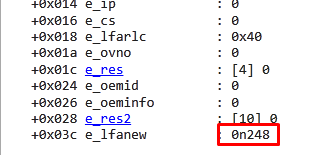 +0x014 e_ip : 0
+0x016 e_cs : 0
+0x018 e_lfarlc : 0x40
+0x01a e_ovno : 0
+0x01c e_res : [4] 0
+0x024 e_oemid : 0
+0x026 e_oeminfo : 0
+0x028 e_res2 : [10] 0
+0x03c e_lfanew : 0n248